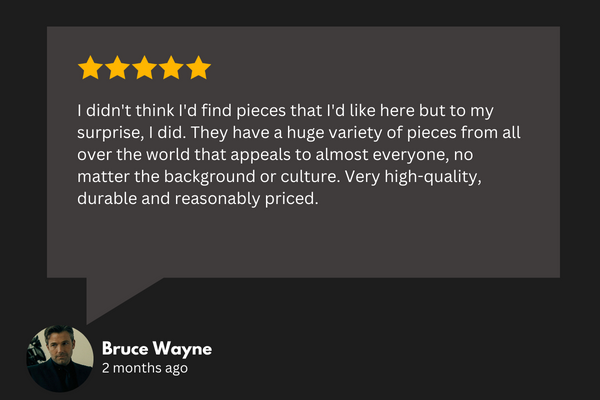 I didn't think I'd find pieces that I'd like here but to my
surprise, I did. They have a huge variety of pieces from all
over the world that appeals to almost everyone, no
matter the background or culture. Very high-quality,
durable and reasonably priced.
Bruce Wayne
2 months ago